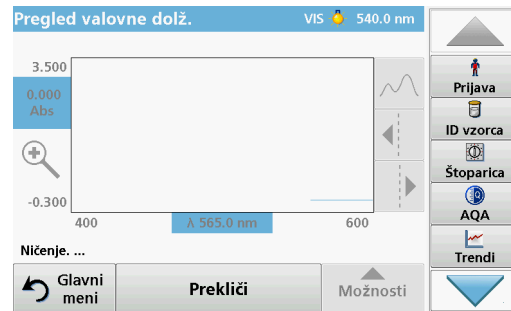 Pregled valovne dolž. VIS 540.0 nm
3.500
0.000
Abs
-0.300
400 λ 565.0 nm 600
Ničenje. ...
Glavni
meni
Prekliči
Možnosti
Prijava
ID vzorca
Štoparica
AQA
Trendi